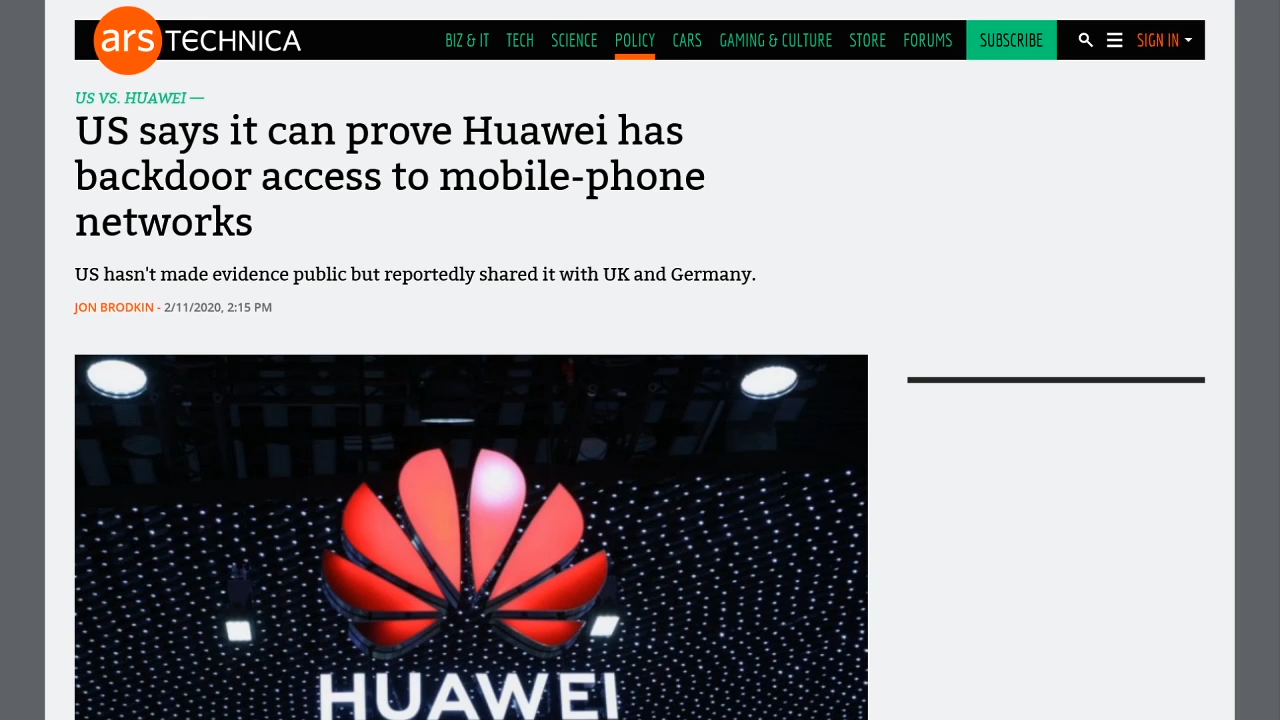 ars TECHNICA
BIZ & IT TECH SCIENCE POLICY CARS GAMING & CULTURE STORE FORUMS SUBSCRIBE SIGN IN
US VS. HUAWEI —
US says it can prove Huawei has
backdoor access to mobile-phone
networks
US hasn't made evidence public but reportedly shared it with UK and Germany.
JON BRODKIN - 2/11/2020, 2:15 PM
HUAWEI